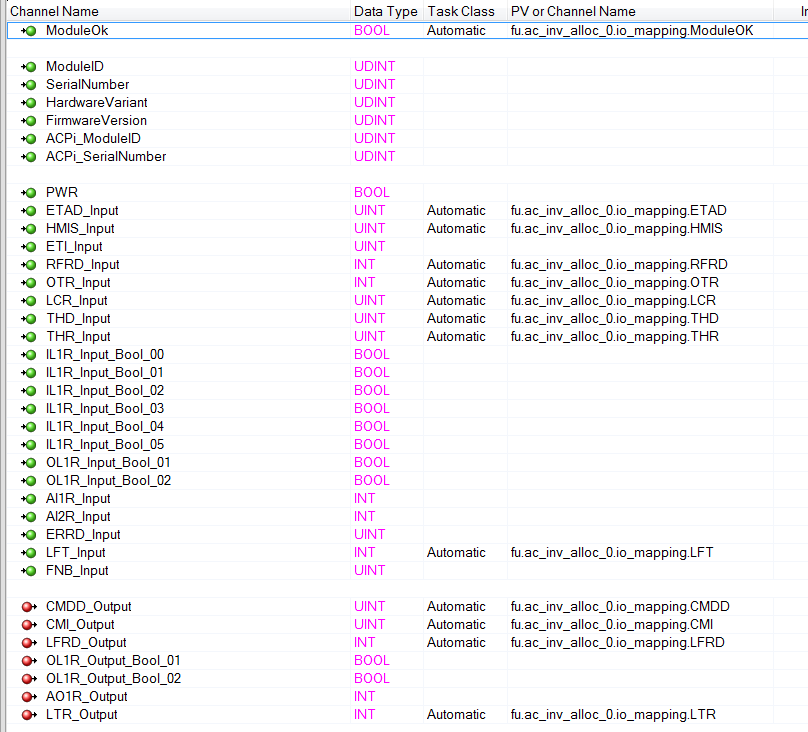 Channel Name Data Type Task Class PV or Channel Name In
ModuleOk BOOL Automatic fu.ac_inv_alloc_0.io_mapping.ModuleOK
ModuleID UDINT
SerialNumber UDINT
HardwareVariant UDINT
FirmwareVersion UDINT
ACPi_ModuleID UDINT
ACPi_SerialNumber UDINT
PWR BOOL
ETAD_Input UINT Automatic fu.ac_inv_alloc_0.io_mapping.ETAD
HMIS_Input UINT Automatic fu.ac_inv_alloc_0.io_mapping.HMIS
ETI_Input UINT
RFRD_Input INT Automatic fu.ac_inv_alloc_0.io_mapping.RFRD
OTR_Input INT Automatic fu.ac_inv_alloc_0.io_mapping.OTR
LCR_Input UINT Automatic fu.ac_inv_alloc_0.io_mapping.LCR
THD_Input UINT Automatic fu.ac_inv_alloc_0.io_mapping.THD
THR_Input UINT Automatic fu.ac_inv_alloc_0.io_mapping.THR
IL1R_Input_Bool_00 BOOL
IL1R_Input_Bool_01 BOOL
IL1R_Input_Bool_02 BOOL
IL1R_Input_Bool_03 BOOL
IL1R_Input_Bool_04 BOOL
IL1R_Input_Bool_05 BOOL
OL1R_Input_Bool_01 BOOL
OL1R_Input_Bool_02 BOOL
AI1R_Input INT
AI2R_Input INT
ERRD_Input UINT
LFT_Input INT Automatic fu.ac_inv_alloc_0.io_mapping.LFT
FNB_Input UINT
CMDD_Output UINT Automatic fu.ac_inv_alloc_0.io_mapping.CMDD
CMI_Output UINT Automatic fu.ac_inv_alloc_0.io_mapping.CMI
LFRD_Output INT Automatic fu.ac_inv_alloc_0.io_mapping.LFRD
OL1R_Output_Bool_01 BOOL
OL1R_Output_Bool_02 BOOL
AO1R_Output INT
LTR_Output INT Automatic fu.ac_inv_alloc_0.io_mapping.LTR